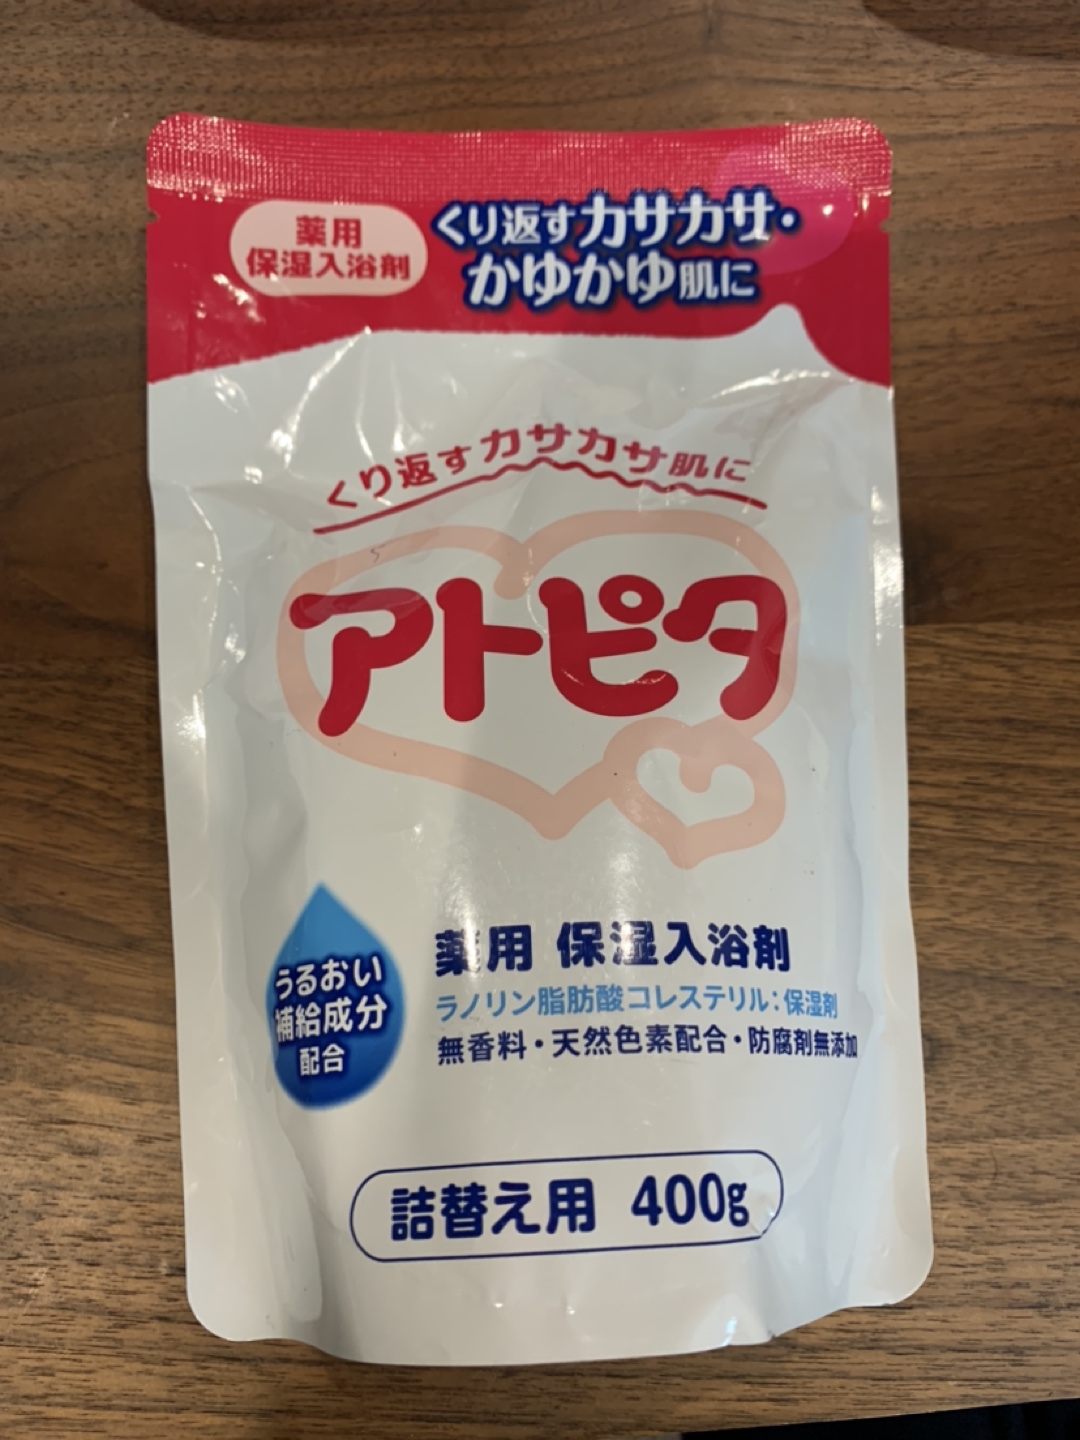 薬用
保湿入浴剤
くり返すカサカサ・
かゆかゆ肌に
くり返すカサカサ肌に
アトピタ
うるおい
補給成分
配合
薬用 保湿入浴剤
ラノリン脂肪酸コレステリル：保湿剤
無香料・天然色素配合・防腐剤無添加
詰替え用 400g